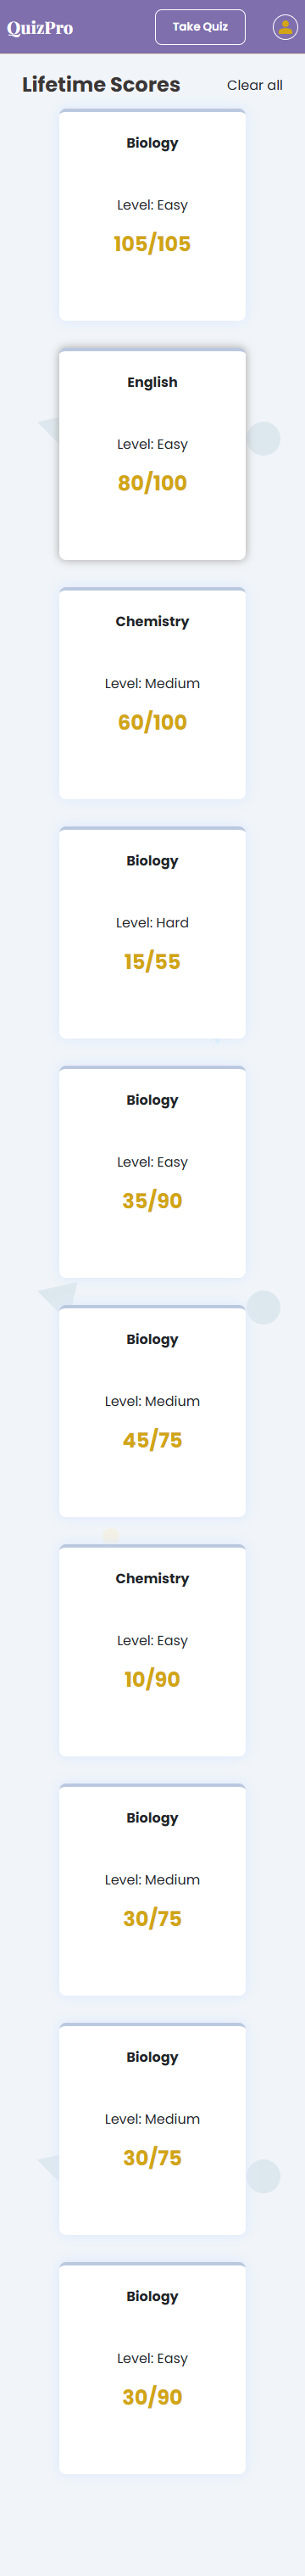 QuizPro
Take Quiz
Lifetime Scores
Clear all
Biology
Level: Easy
105/105
English
Level: Easy
80/100
Chemistry
Level: Medium
60/100
Biology
Level: Hard
15/55
Biology
Level: Easy
35/90
Biology
Level: Medium
45/75
Chemistry
Level: Easy
10/90
Biology
Level: Medium
30/75
Biology
Level: Medium
30/75
Biology
Level: Easy
30/90